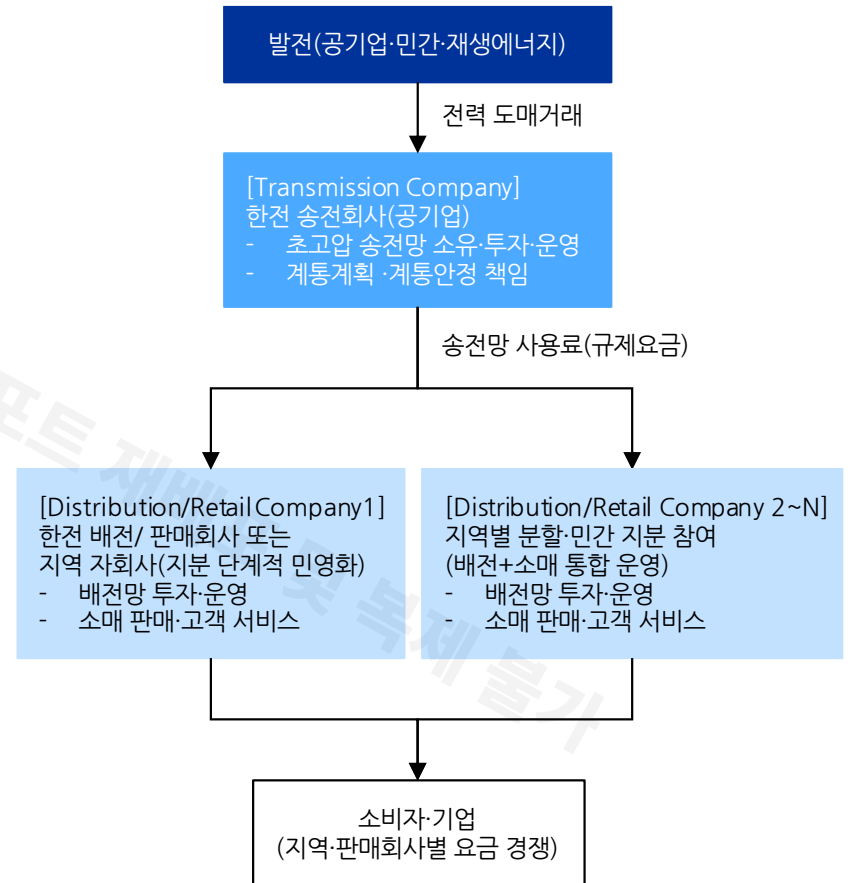 발전(공기업·민간·재생에너지)
전력 도매거래
[Transmission Company]
한전 송전회사(공기업)
- 초고압 송전망 소유·투자·운영
- 계통계획 ·계통안정 책임
송전망 사용료(규제요금)
[Distribution/Retail Company1]
한전 배전/ 판매회사 또는
지역 자회사(지분 단계적 민영화)
- 배전망 투자·운영
- 소매 판매·고객 서비스
[Distribution/Retail Company 2~N]
지역별 분할·민간 지분 참여
(배전+소매 통합 운영)
- 배전망 투자·운영
- 소매 판매·고객 서비스
소비자·기업
(지역·판매회사별 요금 경쟁)
및 복제 불가